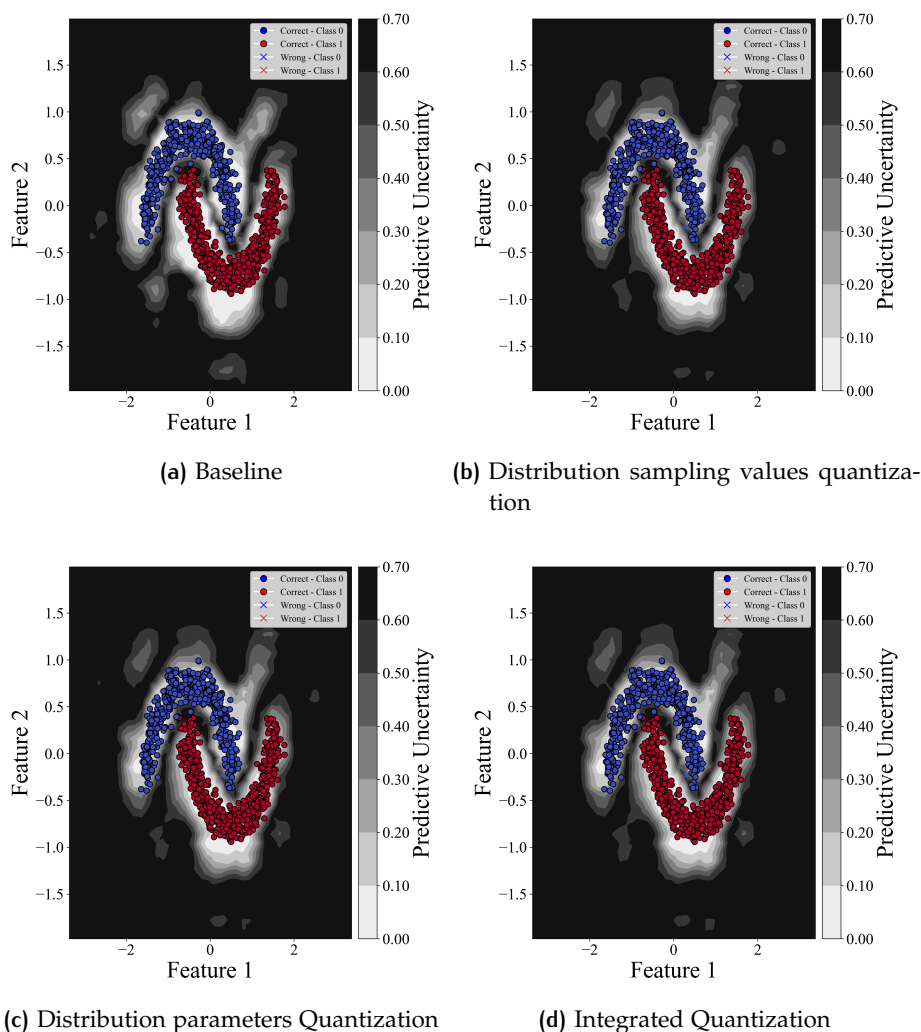 Correct - Class 0
Correct - Class 1
Wrong - Class 0
Wrong - Class 1
1.5
1.0
0.5
0.0
−0.5
−1.0
−1.5
Feature 2
−2
0
2
Feature 1
0.70
0.60
0.50
0.40
0.30
0.20
0.10
0.00
Predictive Uncertainty
(a) Baseline
Correct - Class 0
Correct - Class 1
Wrong - Class 0
Wrong - Class 1
1.5
1.0
0.5
0.0
−0.5
−1.0
−1.5
Feature 2
−2
0
2
Feature 1
0.70
0.60
0.50
0.40
0.30
0.20
0.10
0.00
Predictive Uncertainty
(b) Distribution sampling values quantiza-
tion
Correct - Class 0
Correct - Class 1
Wrong - Class 0
Wrong - Class 1
1.5
1.0
0.5
0.0
−0.5
−1.0
−1.5
Feature 2
−2
0
2
Feature 1
0.70
0.60
0.50
0.40
0.30
0.20
0.10
0.00
Predictive Uncertainty
(c) Distribution parameters Quantization
Correct - Class 0
Correct - Class 1
Wrong - Class 0
Wrong - Class 1
1.5
1.0
0.5
0.0
−0.5
−1.0
−1.5
Feature 2
−2
0
2
Feature 1
0.70
0.60
0.50
0.40
0.30
0.20
0.10
0.00
Predictive Uncertainty
(d) Integrated Quantization